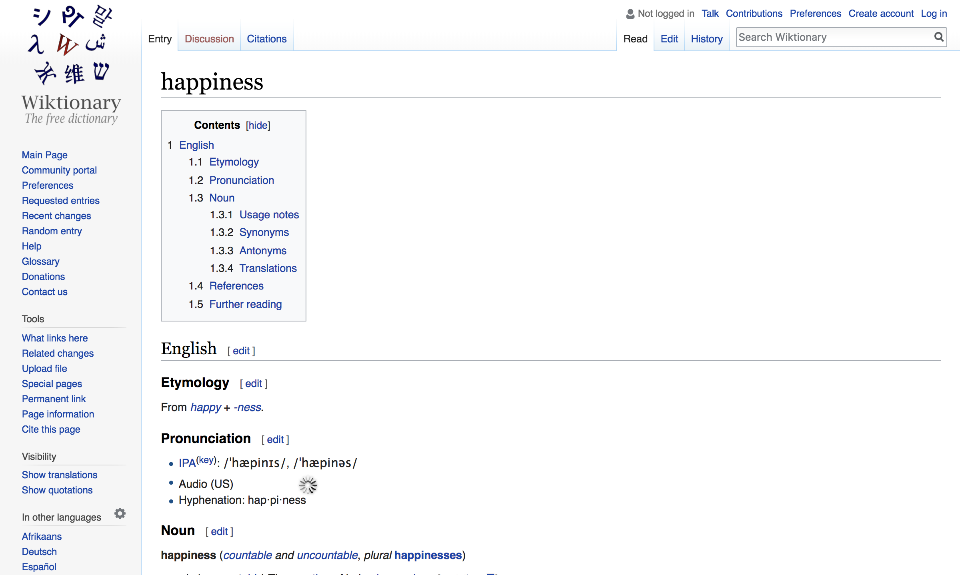 Not logged in Talk Contributions Preferences Create account Log in
Entry Discussion Citations Read Edit History Search Wiktionary
シ Ք 말
λ W ش
维 ש
Wiktionary
The free dictionary
Main Page
Community portal
Preferences
Requested entries
Recent changes
Random entry
Help
Glossary
Donations
Contact us
Tools
What links here
Related changes
Upload file
Special pages
Permanent link
Page information
Cite this page
Visibility
Show translations
Show quotations
In other languages
Afrikaans
Deutsch
Español
happiness
Contents [hide]
1 English
1.1 Etymology
1.2 Pronunciation
1.3 Noun
1.3.1 Usage notes
1.3.2 Synonyms
1.3.3 Antonyms
1.3.4 Translations
1.4 References
1.5 Further reading
English [ edit ]
Etymology [ edit ]
From happy + -ness.
Pronunciation [ edit ]
• IPA(key): /ˈhæpinɪs/, /ˈhæpinəs/
• Audio (US)
• Hyphenation: hap·pi·ness
Noun [ edit ]
happiness (countable and uncountable, plural happinesses)